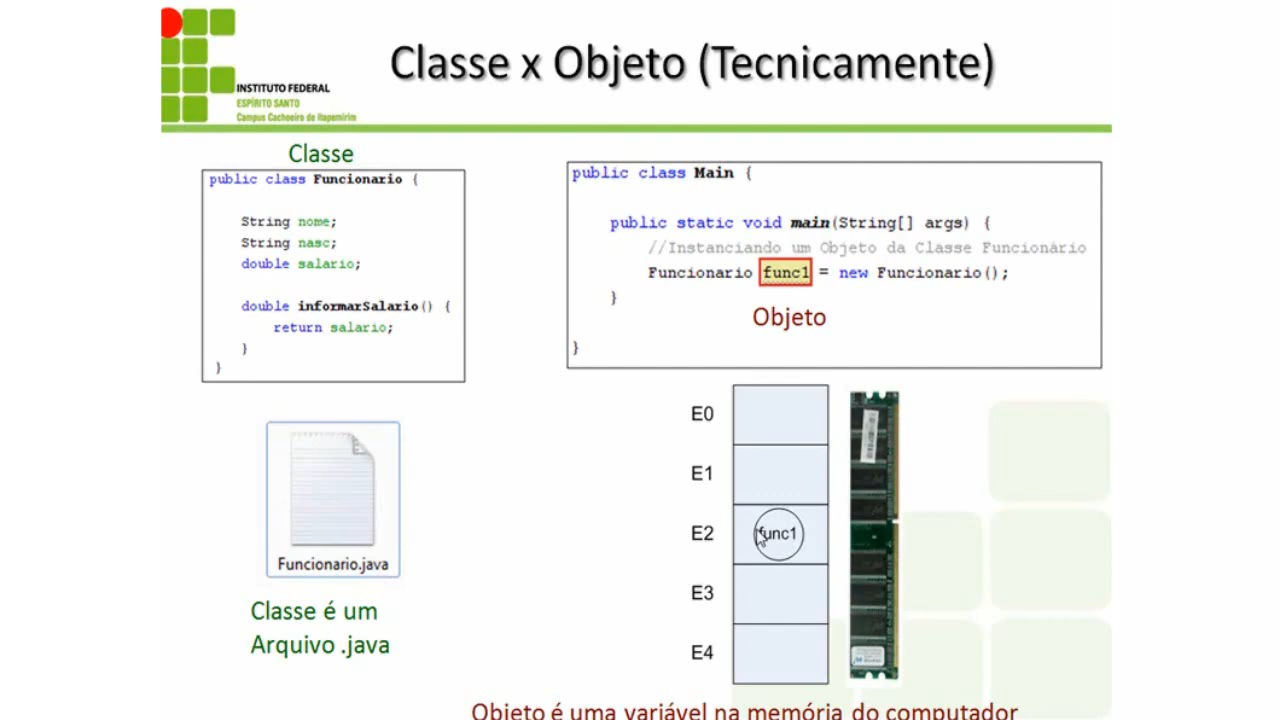 Classe x Objeto (Tecnicamente)
INSTITUTO FEDERAL
ESPÍRITO SANTO
Campus Cachoeiro de Itapemirim
Classe
public class Funcionario {
String nome;
String nasc;
double salario;
double informarSalario() {
return salario;
}
}
public class Main {
public static void main(String[] args) {
//Instanciando um Objeto da Classe Funcionário
Funcionario func1 = new Funcionario();
}
Objeto
}
Funcionario.java
Classe é um
Arquivo .java
E0
E1
E2 func1
E3
E4
Objeto é uma variável na memória do computador